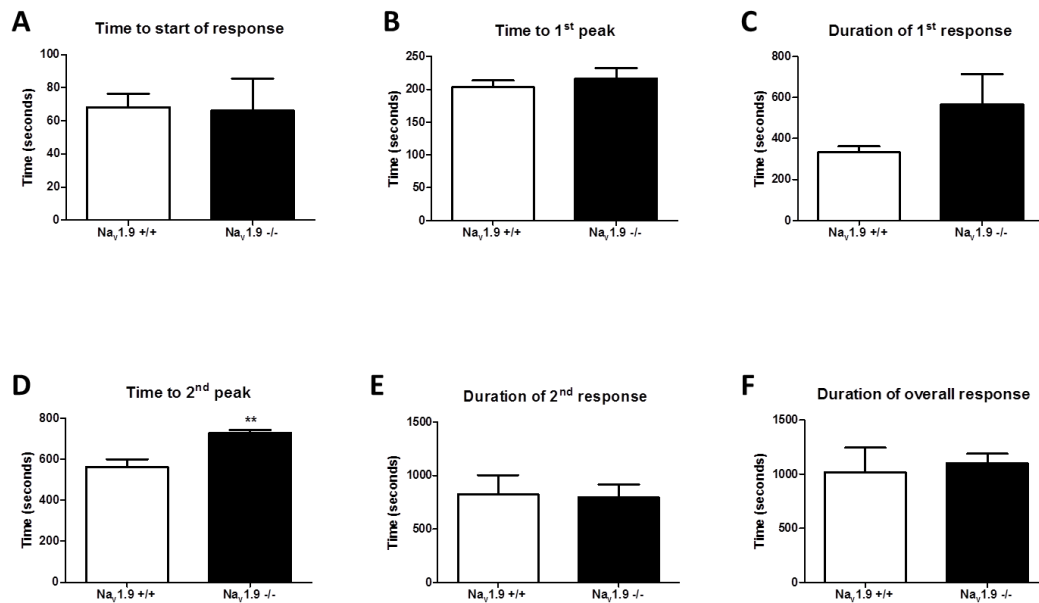 A
Time to start of response
Time (seconds)
100
80
60
40
20
0
Naᵥ1.9 +/+
Naᵥ1.9 -/-
B
Time to 1ˢᵗ peak
Time (seconds)
250
200
150
100
50
0
Naᵥ1.9 +/+
Naᵥ1.9 -/-
C
Duration of 1ˢᵗ response
Time (seconds)
800
600
400
200
0
Naᵥ1.9 +/+
Naᵥ1.9 -/-
D
Time to 2ⁿᵈ peak
Time (seconds)
800
600
400
200
0
**
Naᵥ1.9 +/+
Naᵥ1.9 -/-
E
Duration of 2ⁿᵈ response
Time (seconds)
1500
1000
500
0
Naᵥ1.9 +/+
Naᵥ1.9 -/-
F
Duration of overall response
Time (seconds)
1500
1000
500
0
Naᵥ1.9 +/+
Naᵥ1.9 -/-